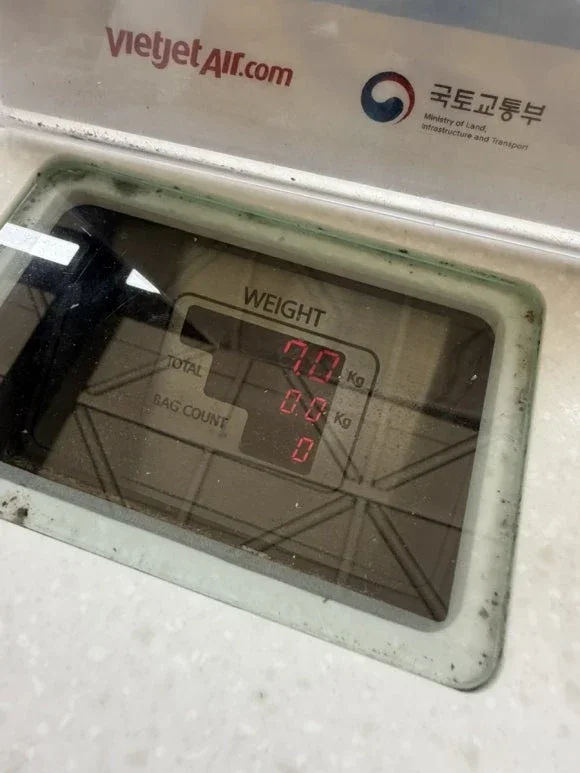 vietjetAir.com
국토교통부
Ministry of Land,
Infrastructure and Transport
WEIGHT
7.0 Kg
TOTAL 0.0 Kg
BAG COUNT 0